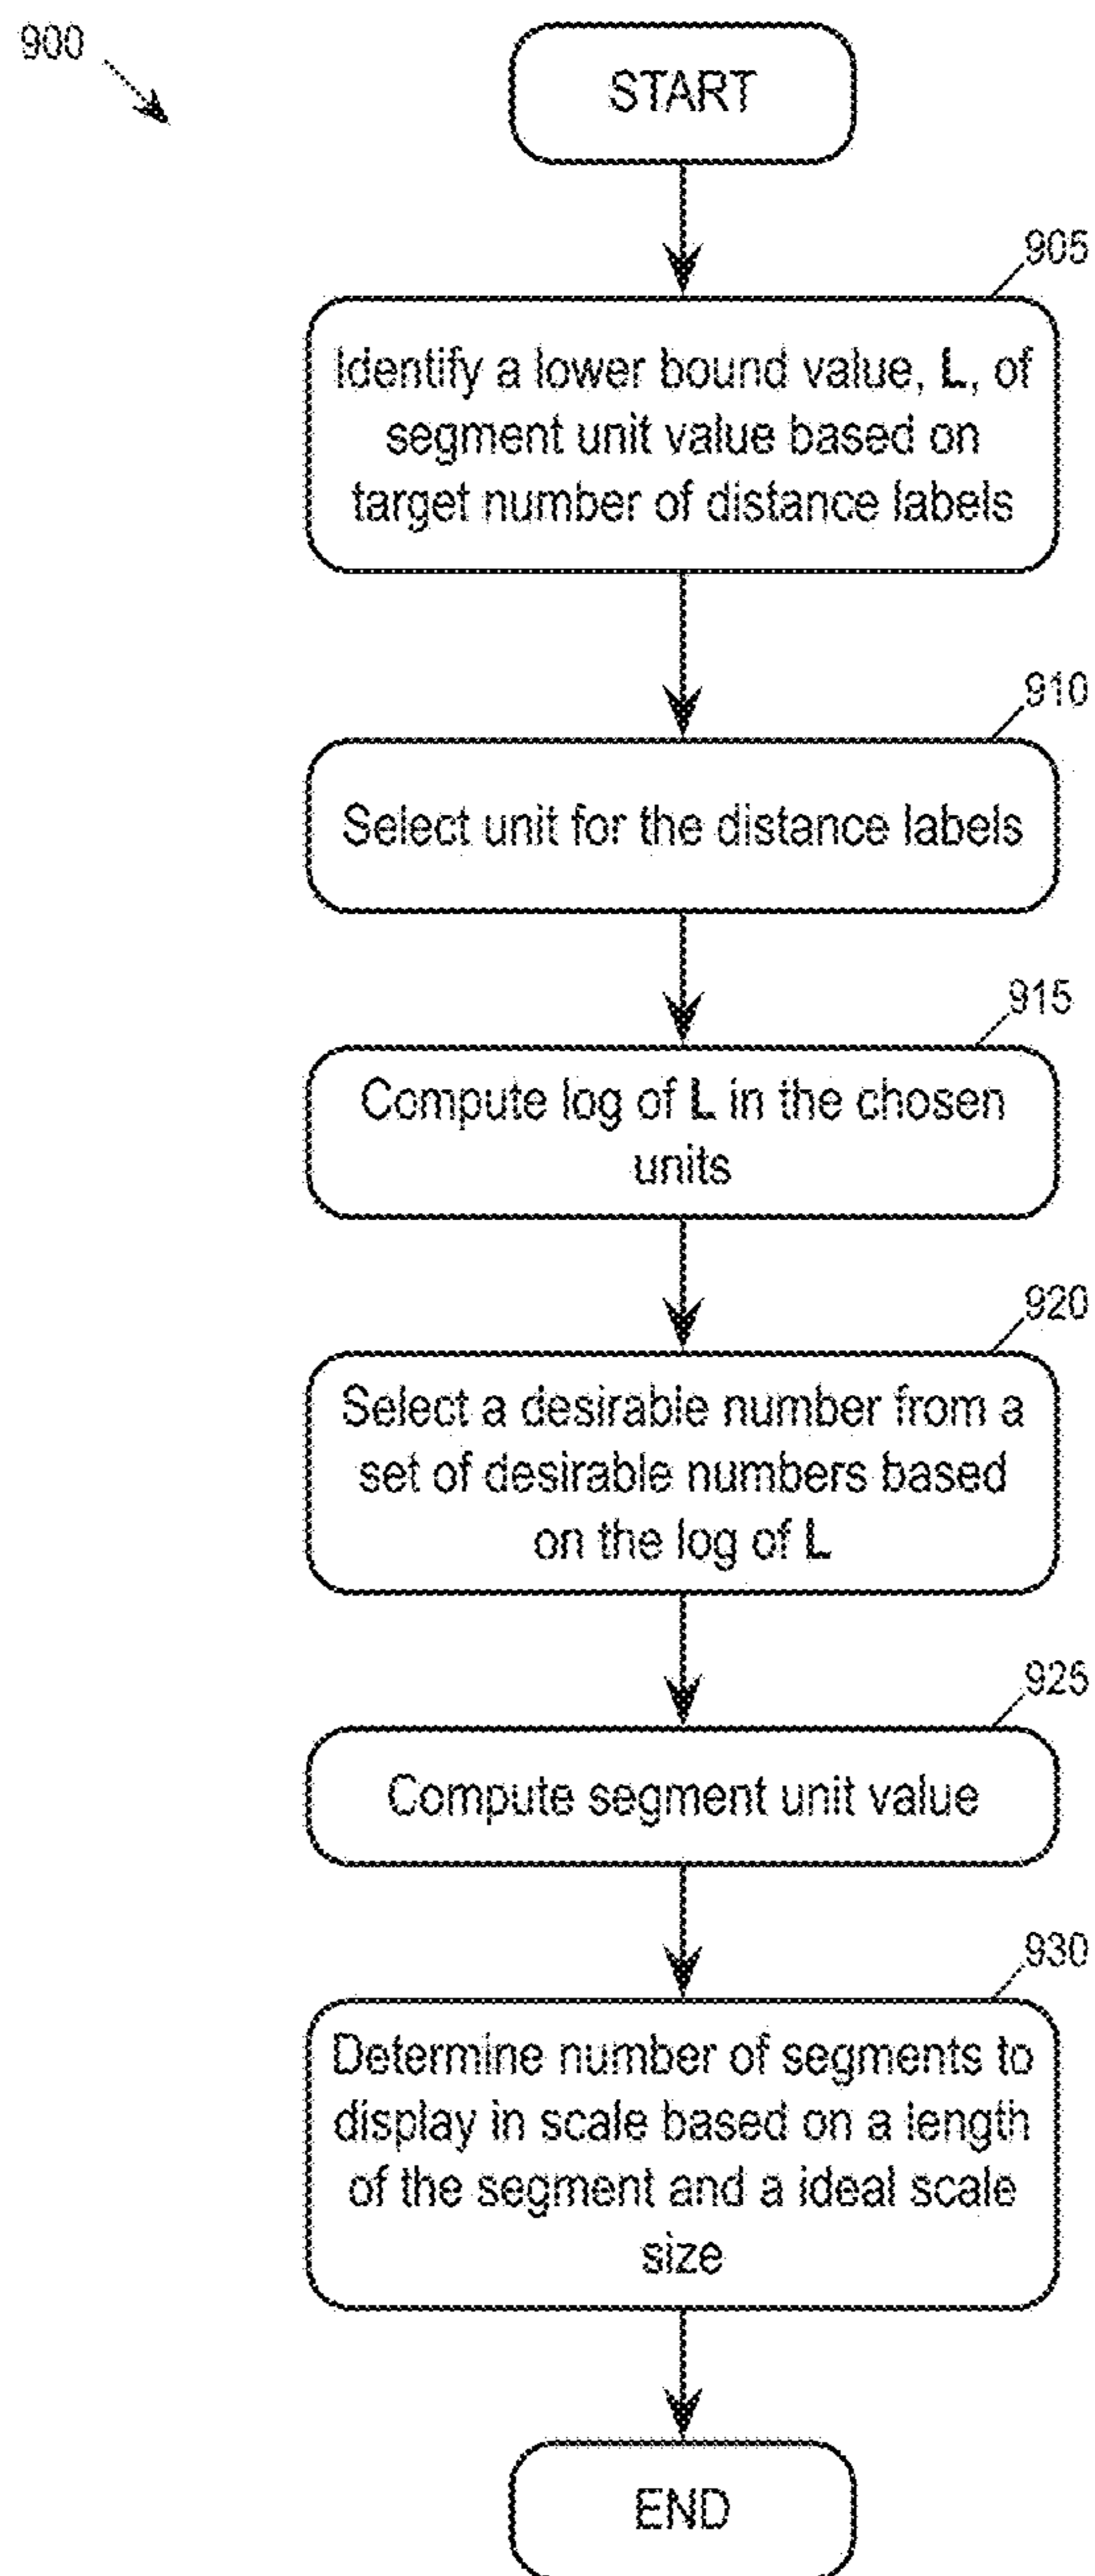 900
START
905
Identify a lower bound value, L, of
segment unit value based on
target number of distance labels
910
Select unit for the distance labels
915
Compute log of L in the chosen
units
920
Select a desirable number from a
set of desirable numbers based
on the log of L
925
Compute segment unit value
930
Determine number of segments to
display in scale based on a length
of the segment and a ideal scale
size
END